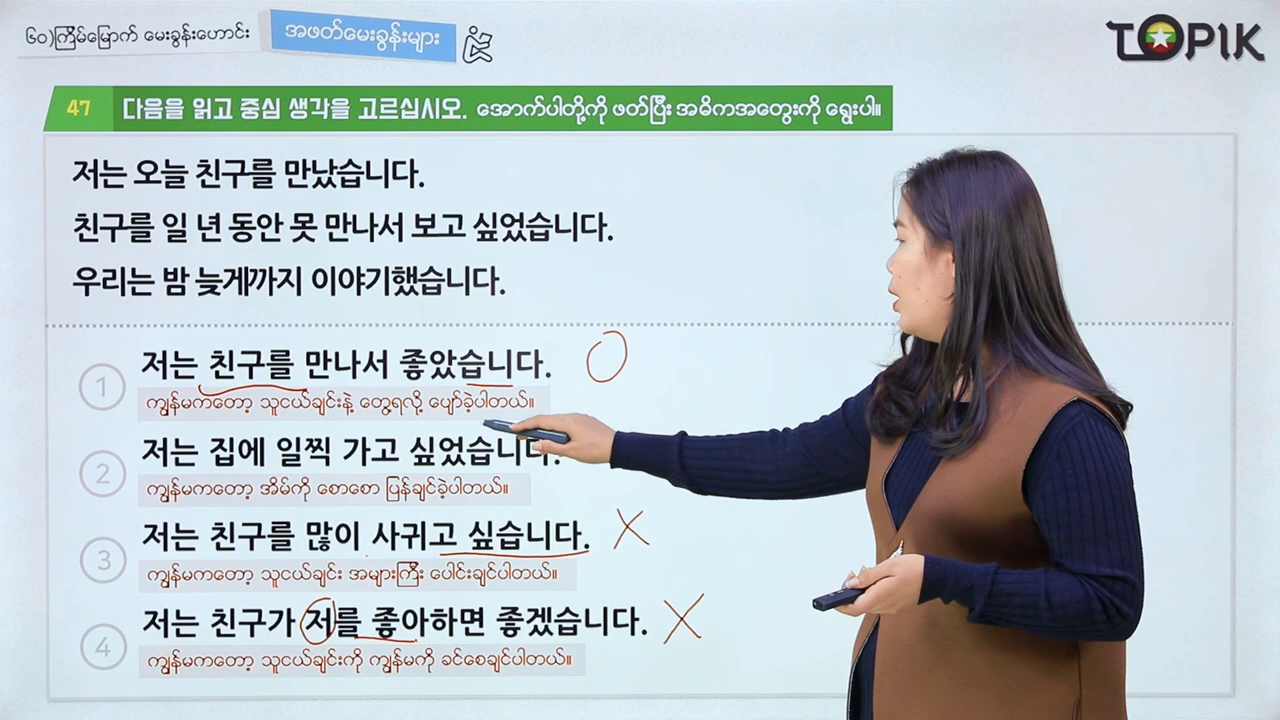 ၆၀)ကြိမ်မြောက် မေးခွန်းဟောင်း
အဖတ်မေးခွန်းများ
TOPIK
47 다음을 읽고 중심 생각을 고르십시오. အောက်ပါတို့ကို ဖတ်ပြီး အဓိကအတွေးကို ရွေးပါ။
저는 오늘 친구를 만났습니다.
친구를 일 년 동안 못 만나서 보고 싶었습니다.
우리는 밤 늦게까지 이야기했습니다.
1 저는 친구를 만나서 좋았습니다.
ကျွန်မကတော့ သူငယ်ချင်းနဲ့ တွေ့ရလို့ ပျော်ခဲ့ပါတယ်။
2 저는 집에 일찍 가고 싶었습니다.
ကျွန်မကတော့ အိမ်ကို စောစော ပြန်ချင်ခဲ့ပါတယ်။
3 저는 친구를 많이 사귀고 싶습니다.
ကျွန်မကတော့ သူငယ်ချင်း အများကြီး ပေါင်းချင်ပါတယ်။
4 저는 친구가 저를 좋아하면 좋겠습니다.
ကျွန်မကတော့ သူငယ်ချင်းကို ကျွန်မကို ခင်စေချင်ပါတယ်။